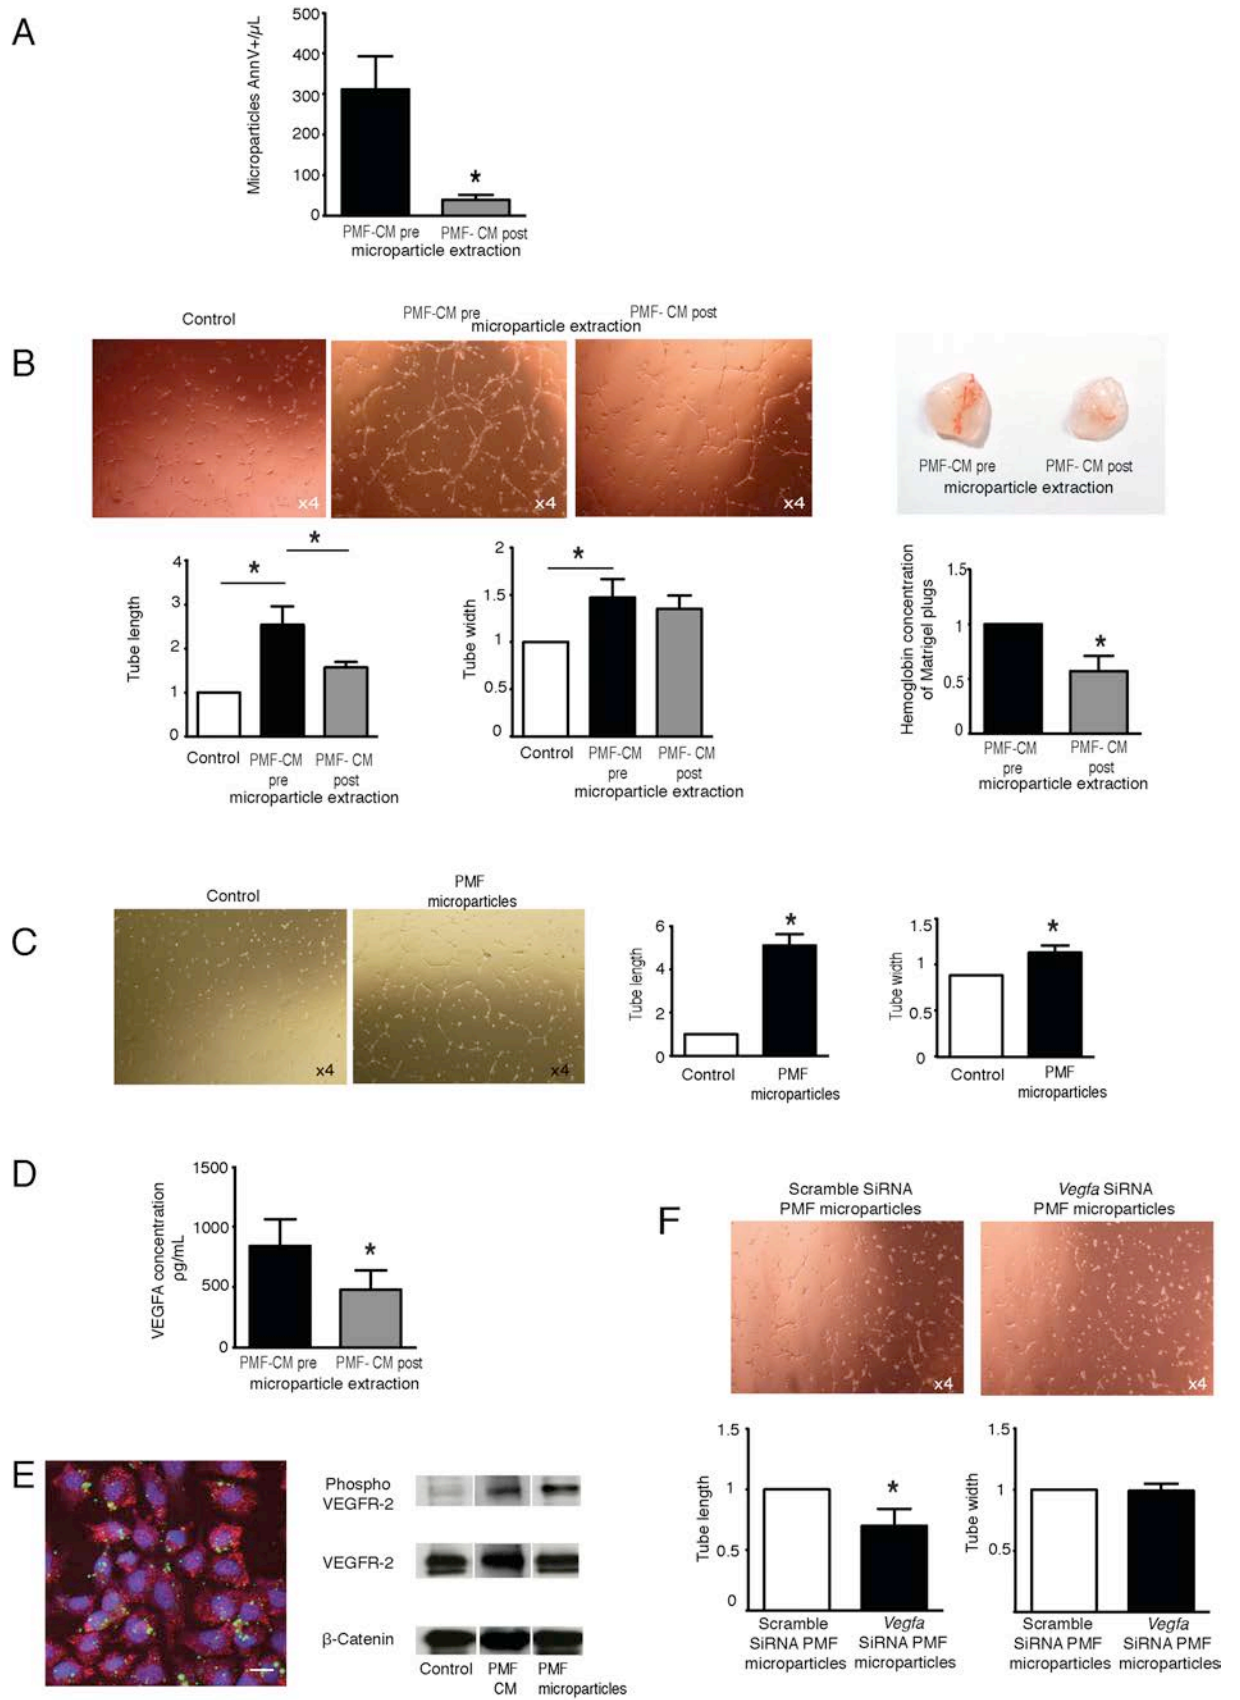 A
Microparticles AnnV+/µL
500
400
300
200
100
0
*
PMF-CM pre
PMF- CM post
microparticle extraction
B
Control
PMF-CM pre
PMF- CM post
microparticle extraction
x4
x4
x4
PMF-CM pre
PMF- CM post
microparticle extraction
Tube length
4
3
2
1
0
*
*
Control
PMF-CM
pre
PMF- CM
post
microparticle extraction
Tube width
2
1.5
1
0.5
0
*
Control
PMF-CM
pre
PMF- CM
post
microparticle extraction
Hemoglobin concentration
of Matrigel plugs
1.5
1
0.5
0
*
PMF-CM
pre
PMF- CM
post
microparticle extraction
C
Control
PMF
microparticles
x4
x4
Tube length
6
4
2
0
*
Control
PMF
microparticles
Tube width
1.5
1
0.5
0
*
Control
PMF
microparticles
D
VEGFA concentration
ρg/mL
1500
1000
500
0
*
PMF-CM pre
PMF- CM post
microparticle extraction
E
Phospho
VEGFR-2
VEGFR-2
β-Catenin
Control
PMF
CM
PMF
microparticles
F
Scramble SiRNA
PMF microparticles
Vegfa SiRNA
PMF microparticles
x4
x4
Tube length
1.5
1
0.5
0
*
Scramble
SiRNA PMF
microparticles
Vegfa
SiRNA PMF
microparticles
Tube width
1.5
1
0.5
Scramble
SiRNA PMF
microparticles
Vegfa
SiRNA PMF
microparticles